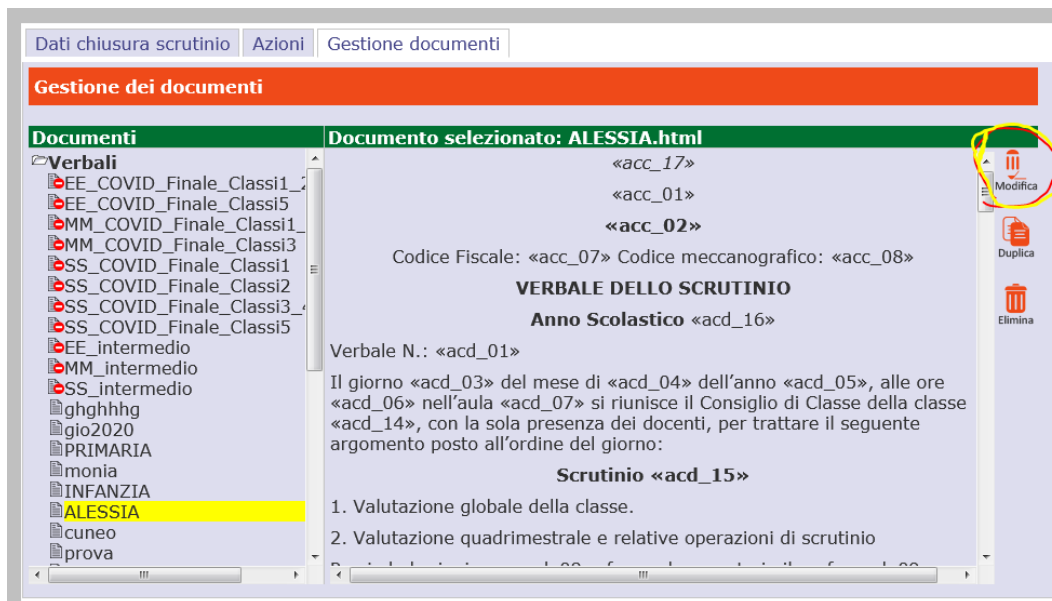 Dati chiusura scrutinio Azioni Gestione documenti
Gestione dei documenti
Documenti
Verbali
EE_COVID_Finale_Classi1_2
EE_COVID_Finale_Classi5
MM_COVID_Finale_Classi1_
MM_COVID_Finale_Classi3
SS_COVID_Finale_Classi1
SS_COVID_Finale_Classi2
SS_COVID_Finale_Classi3_4
SS_COVID_Finale_Classi5
EE_intermedio
MM_intermedio
SS_intermedio
ghghhhg
gio2020
PRIMARIA
monia
INFANZIA
ALESSIA
cuneo
prova
Documento selezionato: ALESSIA.html
«acc_17»
«acc_01»
«acc_02»
Codice Fiscale: «acc_07» Codice meccanografico: «acc_08»
VERBALE DELLO SCRUTINIO
Anno Scolastico «acd_16»
Verbale N.: «acd_01»
Il giorno «acd_03» del mese di «acd_04» dell’anno «acd_05», alle ore
«acd_06» nell’aula «acd_07» si riunisce il Consiglio di Classe della classe
«acd_14», con la sola presenza dei docenti, per trattare il seguente
argomento posto all’ordine del giorno:
Scrutinio «acd_15»
1. Valutazione globale della classe.
2. Valutazione quadrimestrale e relative operazioni di scrutinio
Modifica
Duplica
Elimina